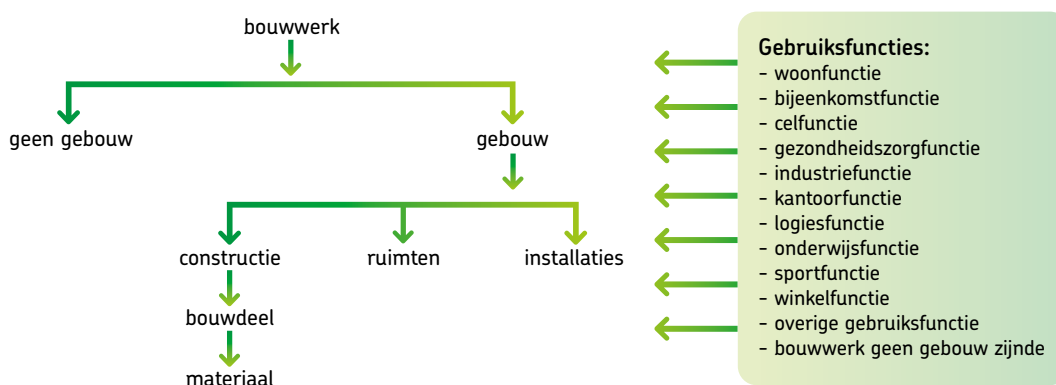 bouwwerk
geen gebouw
gebouw
constructie
ruimten
installaties
bouwdeel
materiaal
Gebruiksfuncties:
- woonfunctie
- bijeenkomstfunctie
- celfunctie
- gezondheidszorgfunctie
- industriefunctie
- kantoorfunctie
- logiesfunctie
- onderwijsfunctie
- sportfunctie
- winkelfunctie
- overige gebruiksfunctie
- bouwwerk geen gebouw zijnde